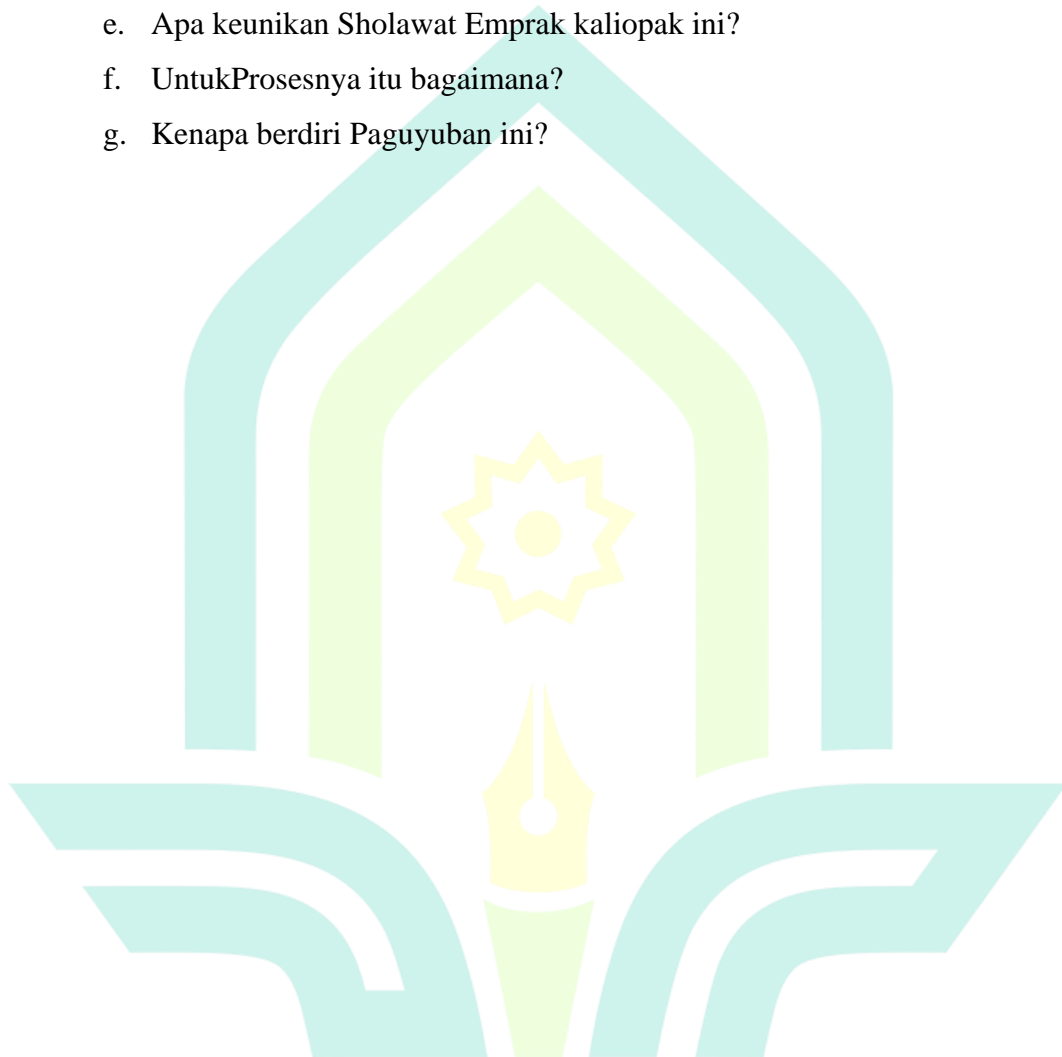 e. Apa keunikan Sholawat Emprak kaliopak ini?
f. UntukProsesnya itu bagaimana?
g. Kenapa berdiri Paguyuban ini?